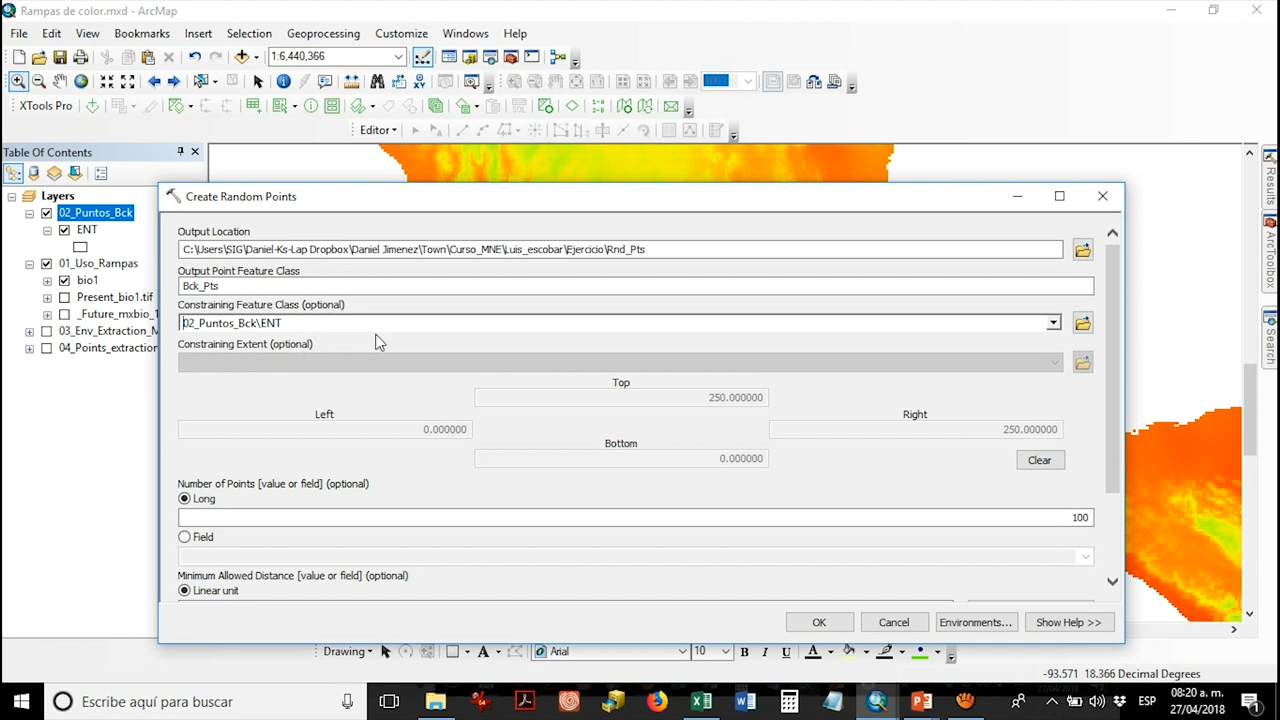 Rampas de color.mxd - ArcMap
File Edit View Bookmarks Insert Selection Geoprocessing Customize Windows Help
1:6,440,366
XTools Pro
Editor
Table Of Contents
Layers
02_Puntos_Bck
ENT
01_Uso_Rampas
bio1
Present_bio1.tif
_Future_mxbio_1
03_Env_Extraction_M
04_Points_extraction
Create Random Points
Output Location
C:\Users\SIG\Daniel-Ks-Lap Dropbox\Daniel Jimenez\Town\Curso_MNE\Luis_escobar\Ejercicio\Rnd_Pts
Output Point Feature Class
Bck_Pts
Constraining Feature Class (optional)
02_Puntos_Bck\ENT
Constraining Extent (optional)
Top
250.000000
Left Right
0.000000 250.000000
Bottom
0.000000
Clear
Number of Points [value or field] (optional)
Long
100
Field
Minimum Allowed Distance [value or field] (optional)
Linear unit
OK Cancel Environments... Show Help >>
Results
ArcToolbox
Search
Drawing A Arial 10 B I U A
-93.571 18.366 Decimal Degrees
Escribe aquí para buscar
ESP
08:20 a. m.
27/04/2018